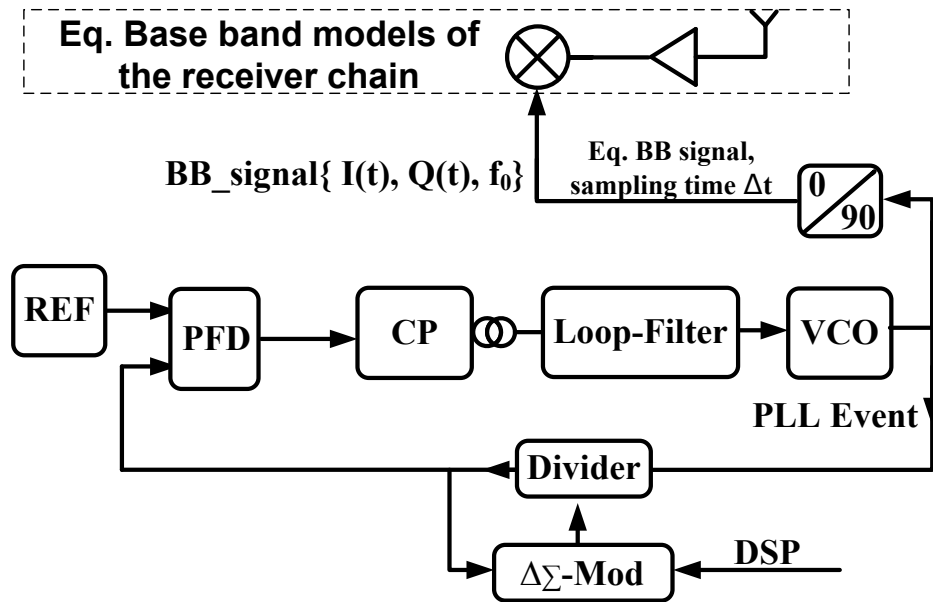 Eq. Base band models of
the receiver chain
BB_signal{ I(t), Q(t), f₀}
Eq. BB signal,
sampling time Δt
0
90
REF
PFD
CP
Loop-Filter
VCO
PLL Event
Divider
ΔΣ-Mod
DSP